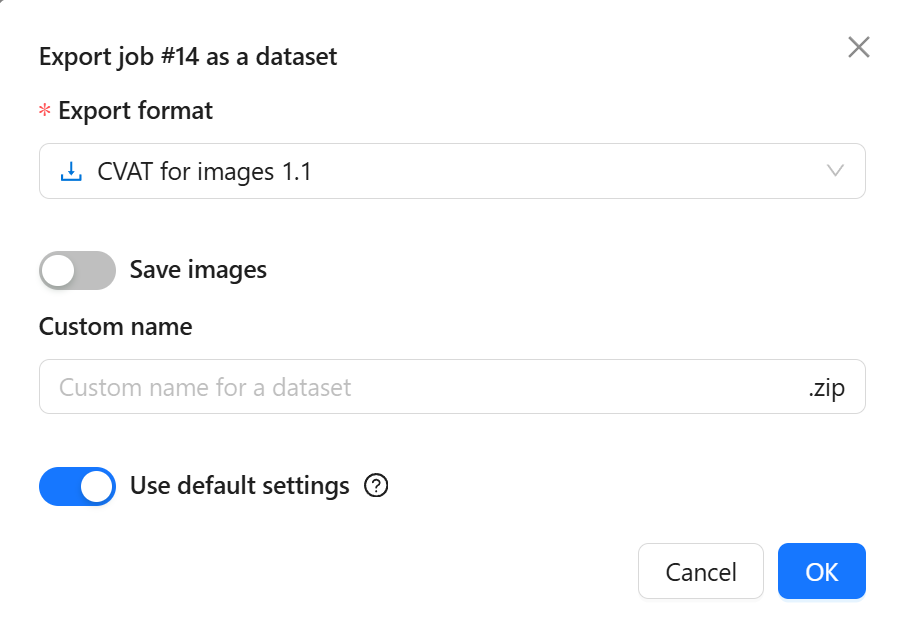 Export job #14 as a dataset
* Export format
CVAT for images 1.1
Save images
Custom name
Custom name for a dataset .zip
Use default settings ?
Cancel OK